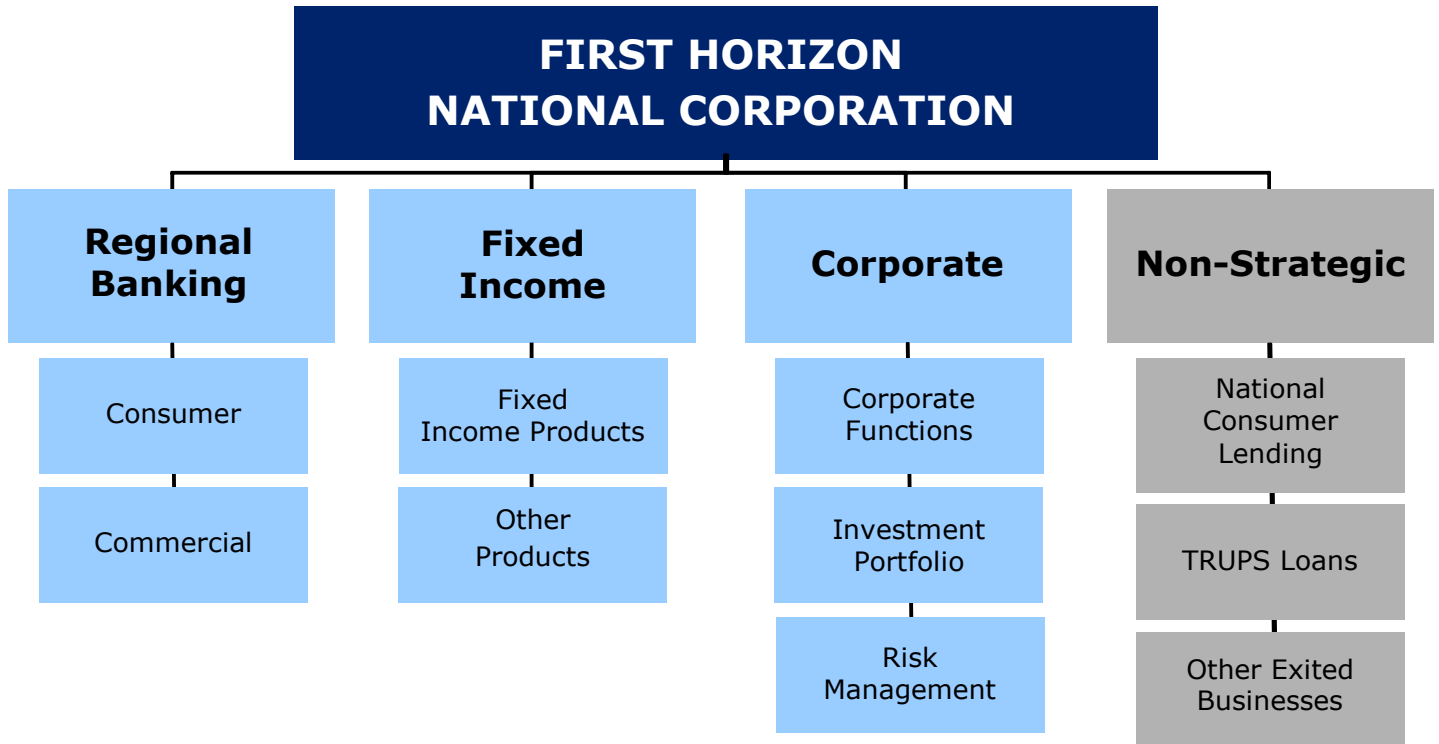 FIRST HORIZON
NATIONAL CORPORATION
Regional
Banking
Consumer
Commercial
Fixed
Income
Fixed
Income Products
Other
Products
Corporate
Corporate
Functions
Investment
Portfolio
Risk
Management
Non-Strategic
National
Consumer
Lending
TRUPS Loans
Other Exited
Businesses